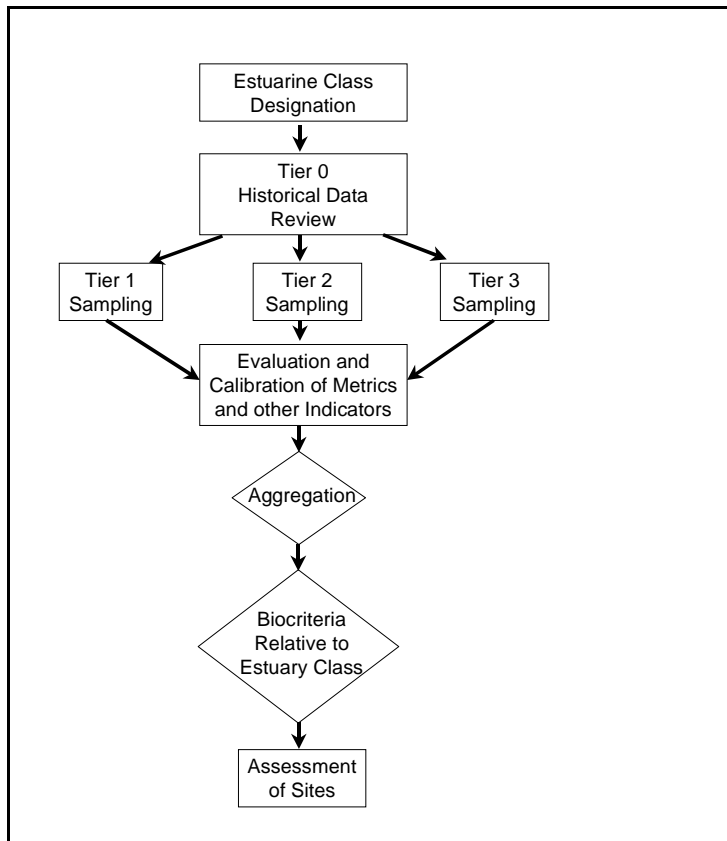 Estuarine Class
Designation
Tier 0
Historical Data
Review
Tier 1
Sampling
Tier 2
Sampling
Tier 3
Sampling
Evaluation and
Calibration of Metrics
and other Indicators
Aggregation
Biocriteria
Relative to
Estuary Class
Assessment
of Sites